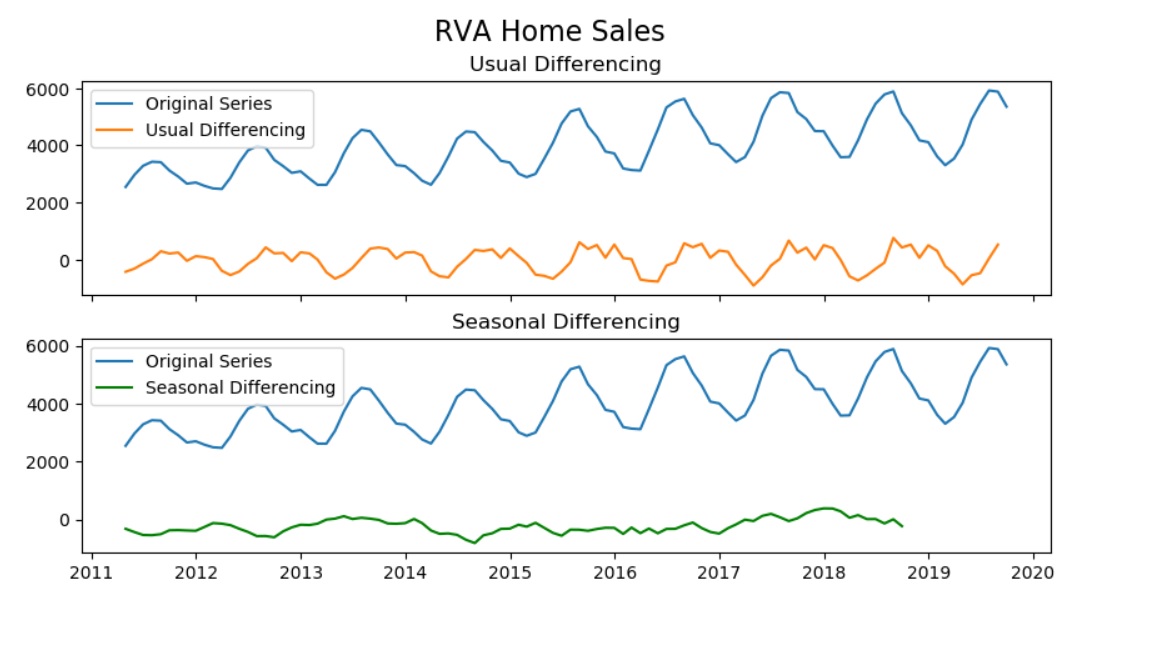 RVA Home Sales
Usual Differencing
6000
4000
2000
0
Original Series
Usual Differencing
Seasonal Differencing
6000
4000
2000
0
Original Series
Seasonal Differencing
2011 2012 2013 2014 2015 2016 2017 2018 2019 2020